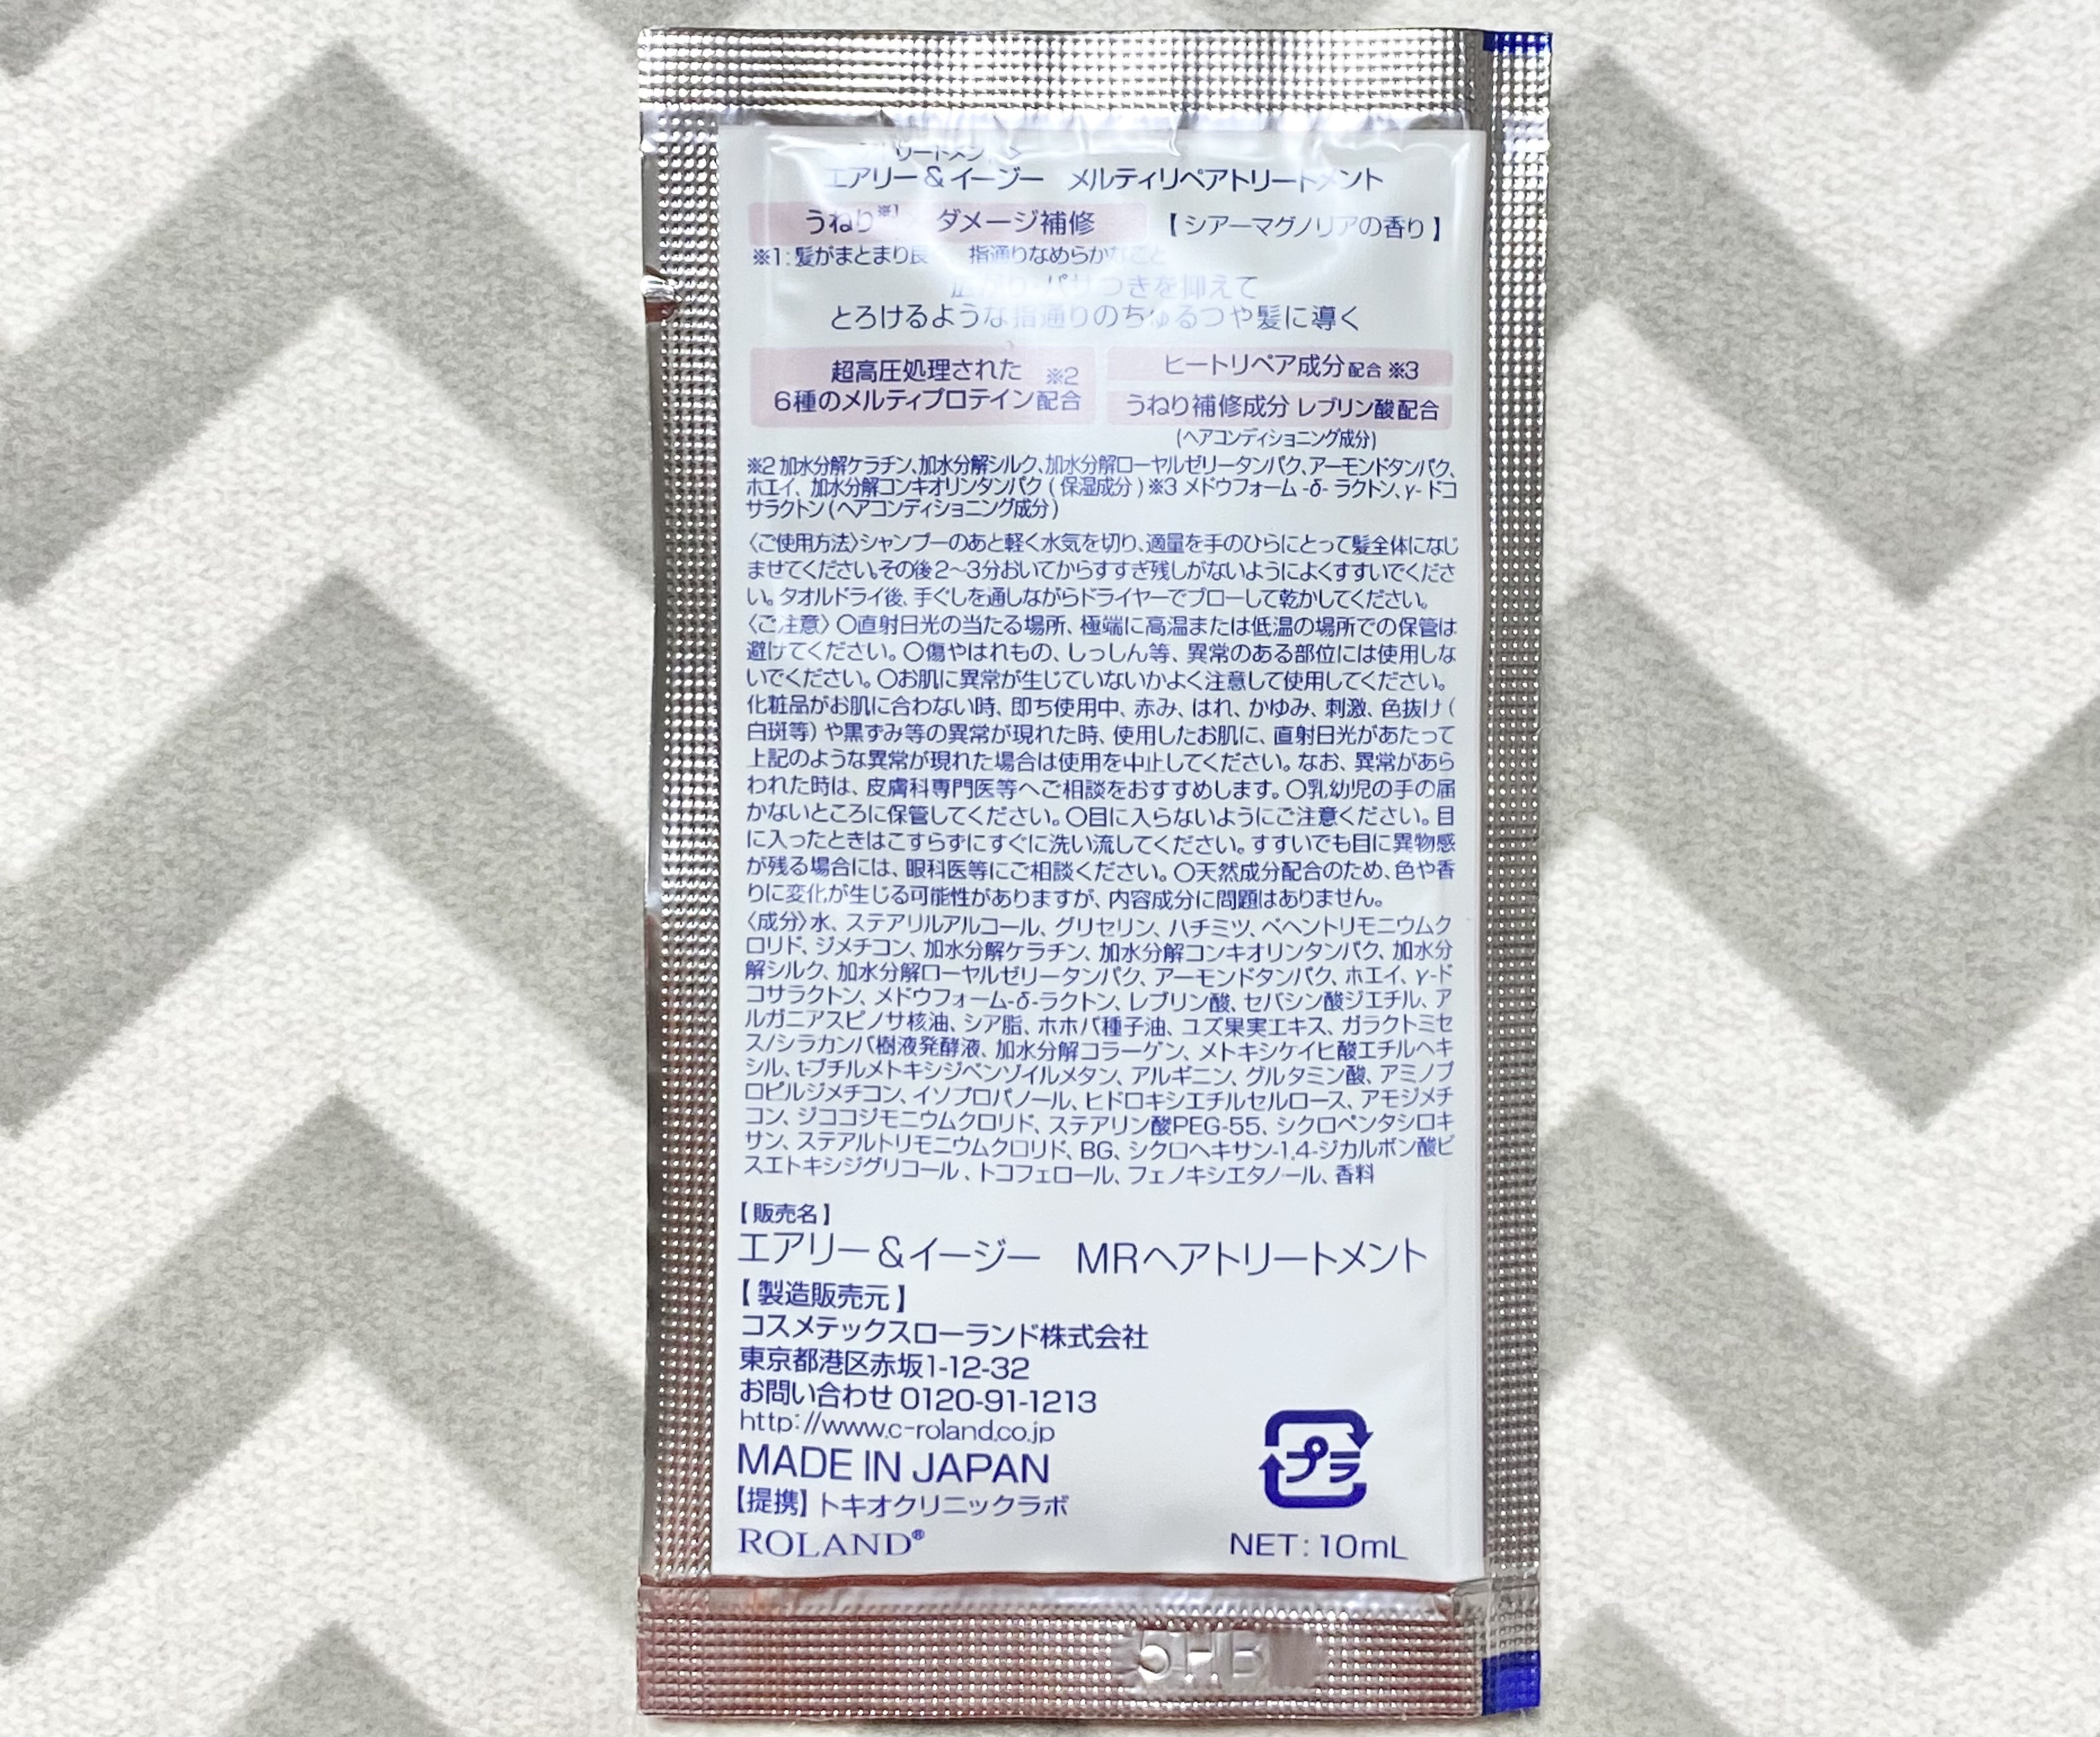 リートメント＞
エアリー＆イージー　メルティリペアトリートメント
うねり※1 ダメージ補修 【シアーマグノリアの香り】
※1:髪がまとまり良 指通りなめらかなこと
広がり パサつきを抑えて
とろけるような指通りのちゅるつや髪に導く
超高圧処理された ※2
6種のメルティプロテイン配合
ヒートリペア成分配合 ※3
うねり補修成分 レブリン酸配合
(ヘアコンディショニング成分)
※2 加水分解ケラチン、加水分解シルク、加水分解ローヤルゼリータンパク、アーモンドタンパク、
ホエイ、加水分解コンキオリンタンパク ( 保湿成分 ) ※3 メドウフォーム -δ- ラクトン、γ- ドコ
サラクトン ( ヘアコンディショニング成分 )
〈ご使用方法〉シャンプーのあと軽く水気を切り、適量を手のひらにとって髪全体になじ
ませてください。その後2～3分おいてからすすぎ残しがないようによくすすいでくださ
い。タオルドライ後、手ぐしを通しながらドライヤーでブローして乾かしてください。
〈ご注意〉〇直射日光の当たる場所、極端に高温または低温の場所での保管は
避けてください。〇傷やはれもの、しっしん等、異常のある部位には使用しな
いでください。〇お肌に異常が生じていないかよく注意して使用してください。
化粧品がお肌に合わない時、即ち使用中、赤み、はれ、かゆみ、刺激、色抜け（
白斑等）や黒ずみ等の異常が現れた時、使用したお肌に、直射日光があたって
上記のような異常が現れた場合は使用を中止してください。なお、異常があら
われた時は、皮膚科専門医等へご相談をおすすめします。〇乳幼児の手の届
かないところに保管してください。〇目に入らないようにご注意ください。目
に入ったときはこすらずにすぐに洗い流してください。すすいでも目に異物感
が残る場合には、眼科医等にご相談ください。〇天然成分配合のため、色や香
りに変化が生じる可能性がありますが、内容成分に問題はありません。
〈成分〉水、ステアリルアルコール、グリセリン、ハチミツ、ベヘントリモニウムク
ロリド、ジメチコン、加水分解ケラチン、加水分解コンキオリンタンパク、加水分
解シルク、加水分解ローヤルゼリータンパク、アーモンドタンパク、ホエイ、γ-ド
コサラクトン、メドウフォーム-δ-ラクトン、レブリン酸、セバシン酸ジエチル、ア
ルガニアスピノサ核油、シア脂、ホホバ種子油、ユズ果実エキス、ガラクトミセ
ス/シラカンバ樹液発酵液、加水分解コラーゲン、メトキシケイヒ酸エチルヘキ
シル、t-ブチルメトキシジベンゾイルメタン、アルギニン、グルタミン酸、アミノプ
ロピルジメチコン、イソプロパノール、ヒドロキシエチルセルロース、アモジメチ
コン、ジココジモニウムクロリド、ステアリン酸PEG-55、シクロペンタシロキ
サン、ステアルトリモニウムクロリド、BG、シクロヘキサン-1,4-ジカルボン酸ビ
スエトキシジグリコール、トコフェロール、フェノキシエタノール、香料
【販売名】
エアリー＆イージー　MRヘアトリートメント
【製造販売元】
コスメテックスローランド株式会社
東京都港区赤坂1-12-32
お問い合わせ 0120-91-1213
http://www.c-roland.co.jp
MADE IN JAPAN
【提携】トキオクリニックラボ
ROLAND®
プラ
NET:10mL
5HB